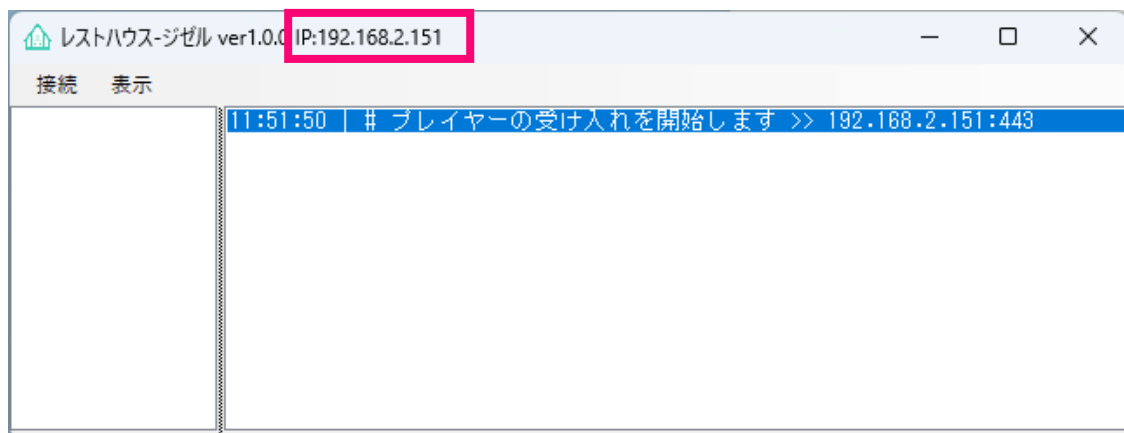 レストハウス-ジゼル ver1.0.0 IP:192.168.2.151
接続 表示
11:51:50 | # プレイヤーの受け入れを開始します >> 192.168.2.151:443